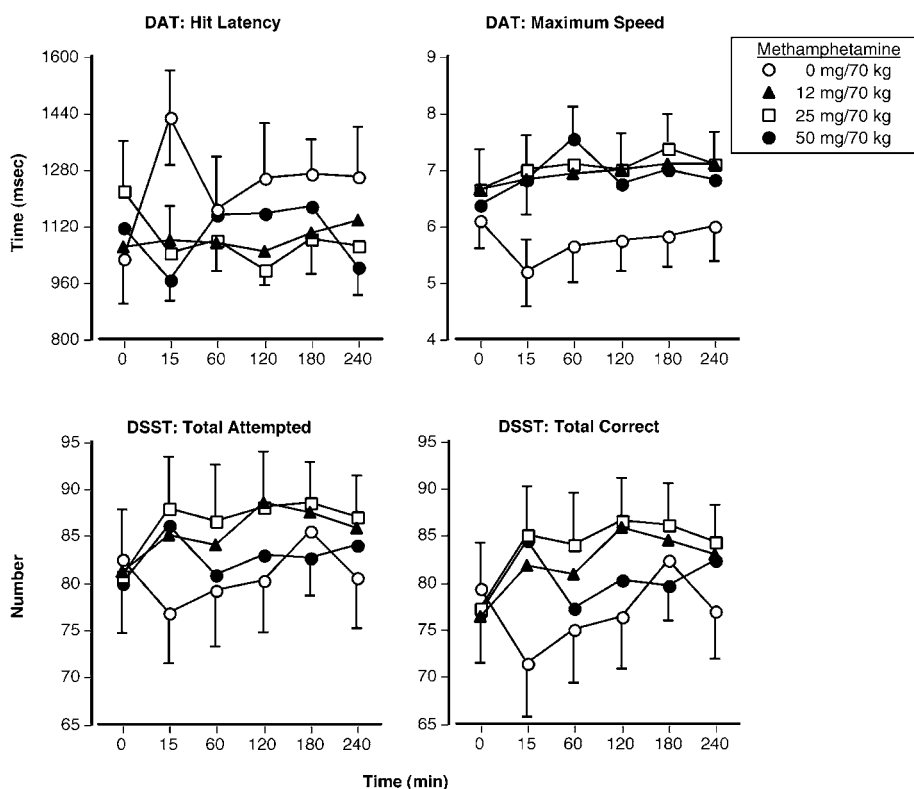 DAT: Hit Latency
DAT: Maximum Speed
Methamphetamine
0 mg/70 kg
12 mg/70 kg
25 mg/70 kg
50 mg/70 kg
Time (msec)
1600
1440
1280
1120
960
800
0 15 60 120 180 240
9
8
7
6
5
4
0 15 60 120 180 240
DSST: Total Attempted
DSST: Total Correct
Number
95
90
85
80
75
70
65
0 15 60 120 180 240
95
90
85
80
75
70
65
0 15 60 120 180 240
Time (min)